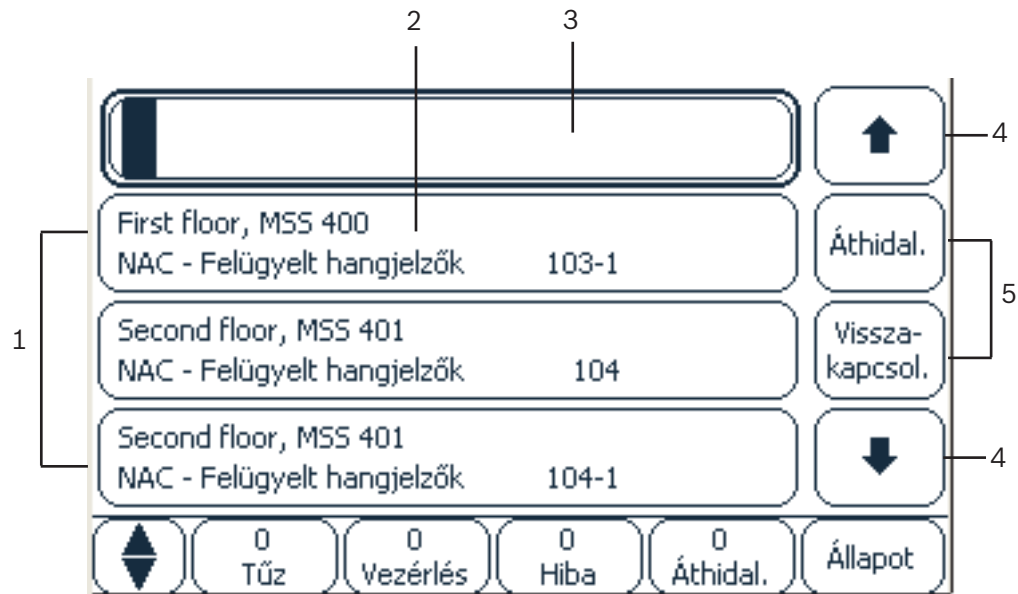 2
3
4
First floor, MSS 400
NAC - Felügyelt hangjelzők 103-1
Áthidal.
5
1
Second floor, MSS 401
NAC - Felügyelt hangjelzők 104
Vissza-
kapcsol.
Second floor, MSS 401
NAC - Felügyelt hangjelzők 104-1
4
0
Tűz
0
Vezérlés
0
Hiba
0
Áthidal.
Állapot